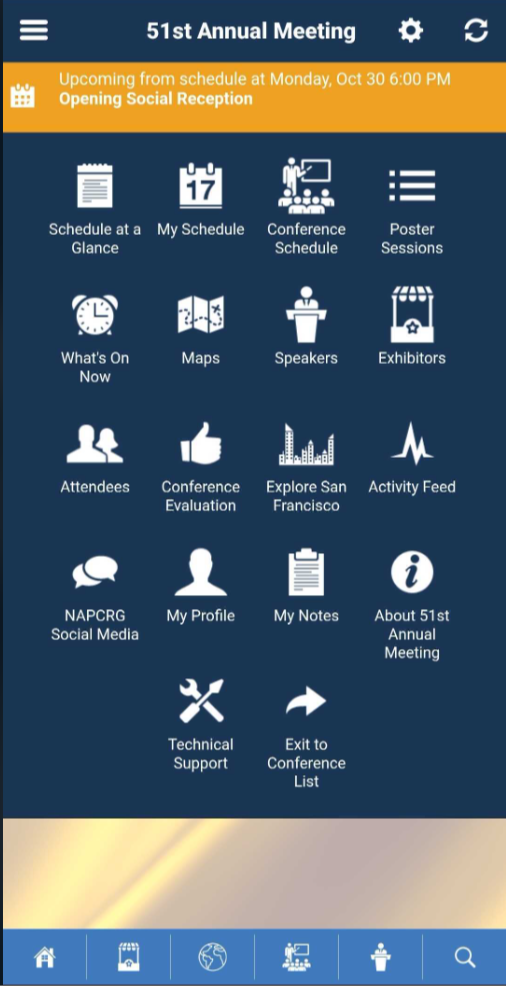 51st Annual Meeting
Upcoming from schedule at Monday, Oct 30 6:00 PM
Opening Social Reception
17
Schedule at a
Glance
My Schedule
Conference
Schedule
Poster
Sessions
What's On
Now
Maps
Speakers
Exhibitors
Attendees
Conference
Evaluation
Explore San
Francisco
Activity Feed
NAPCRG
Social Media
My Profile
My Notes
About 51st
Annual
Meeting
Technical
Support
Exit to
Conference
List